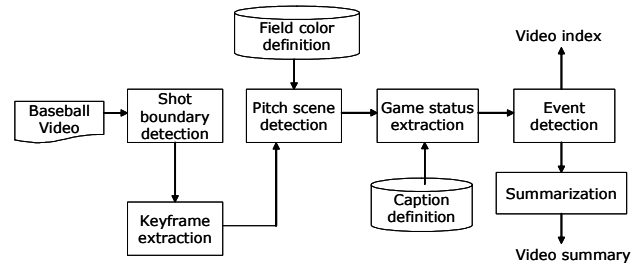 Field color
definition
Video index
Baseball
Video
Shot
boundary
detection
Pitch scene
detection
Game status
extraction
Event
detection
Keyframe
extraction
Caption
definition
Summarization
Video summary